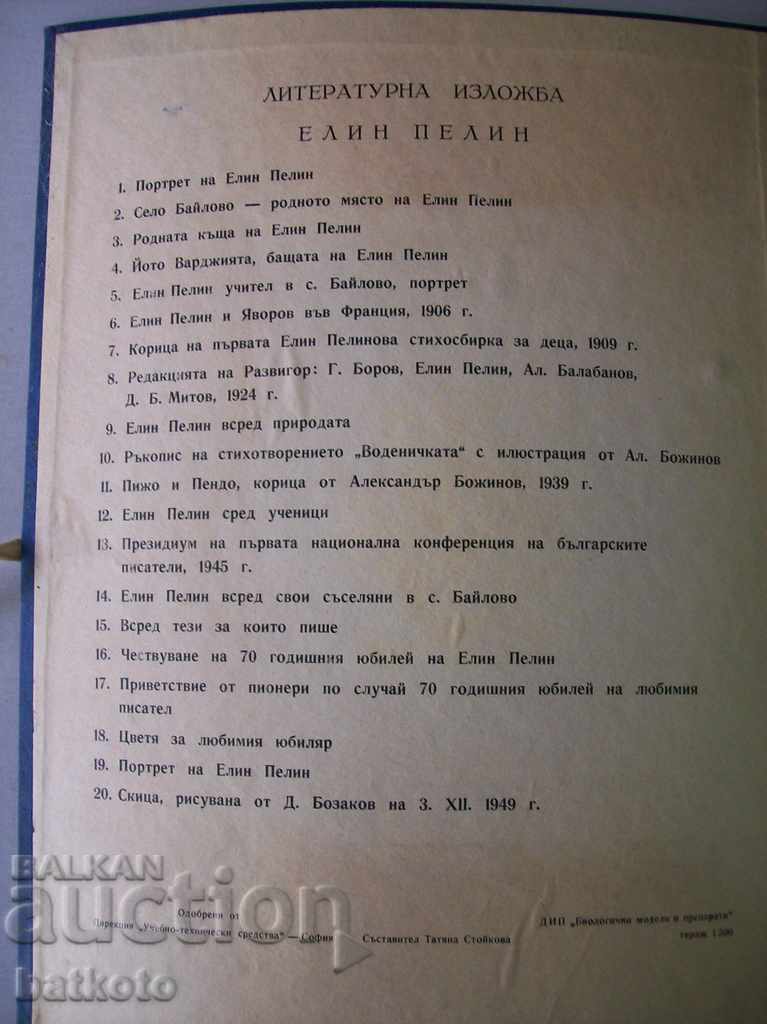 ЛИТЕРАТУРНА ИЗЛОЖБА
ЕЛИН ПЕЛИН
1. Портрет на Елин Пелин
2. Село Байлово — родното място на Елин Пелин
3. Родната къща на Елин Пелин
4. Йото Варджията, бащата на Елин Пелин
5. Елин Пелин учител в с. Байлово, портрет
6. Елин Пелин и Яворов във Франция, 1906 г.
7. Корица на първата Елин Пелинова стихосбирка за деца, 1909 г.
8. Редакцията на Развигор: Г. Боров, Елин Пелин, Ал. Балабанов,
Д. Б. Митов, 1924 г.
9. Елин Пелин всред природата
10. Ръкопис на стихотворението „Воденичката" с илюстрация от Ал. Божинов
11. Пижо и Пендо, корица от Александър Божинов, 1939 г.
12. Елин Пелин сред ученици
13. Президиум на първата национална конференция на българските
писатели, 1945 г.
14. Елин Пелин всред свои съселяни в с. Байлово
15. Всред тези за които пише
16. Чествуване на 70 годишния юбилей на Елин Пелин
17. Приветствие от пионери по случай 70 годишния юбилей на любимия
писател
18. Цветя за любимия юбиляр
19. Портрет на Елин Пелин
20. Скица, рисувана от Д. Бозаков на 3. XII. 1949 г.
Одобрени от
Дирекция „Учебно-технически средства" — София Съставител Татяна Стойкова
ДИП „Биологични модели и препарати"
тираж 1500
BALKAN
auction
batkoto